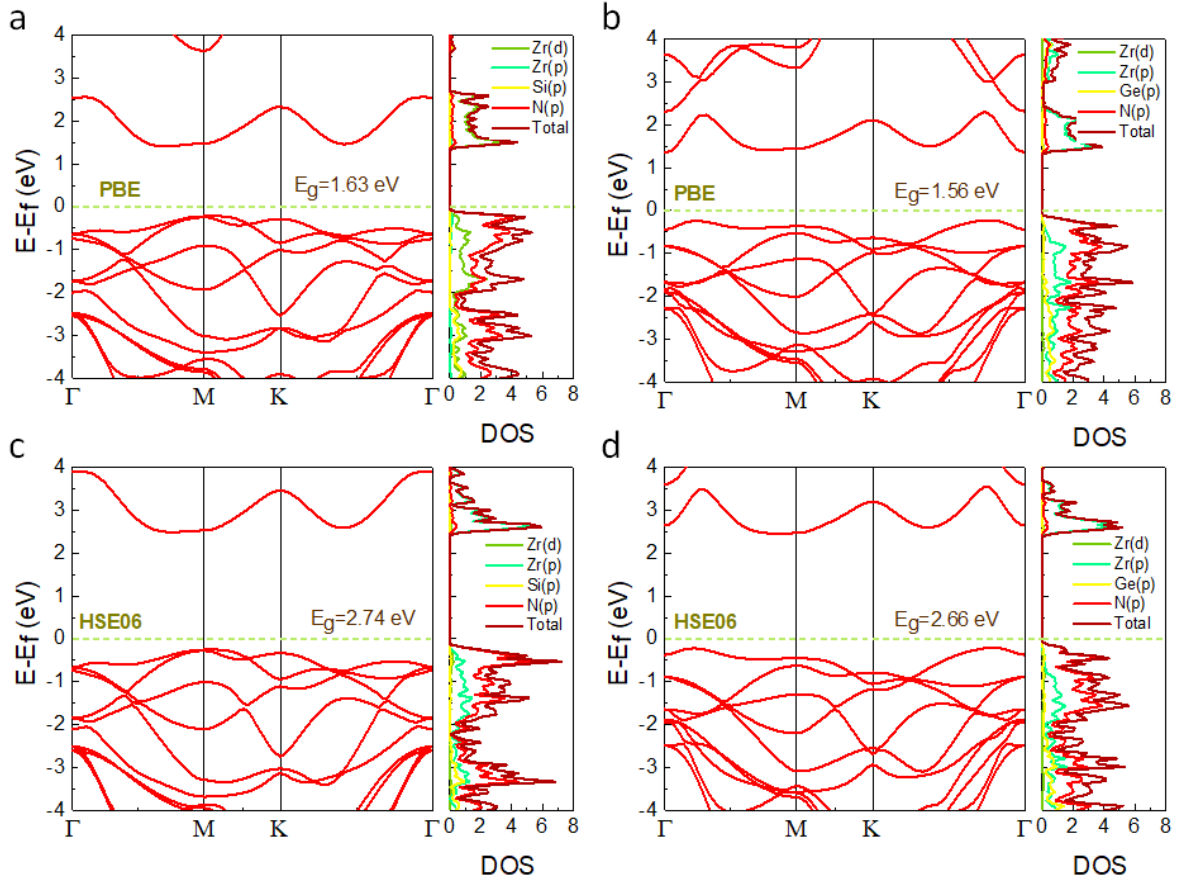 a
4
3
2
1
0
-1
-2
-3
-4
E-Ef (eV)
PBE
Eg=1.63 eV
Γ
M
K
Γ
Zr(d)
Zr(p)
Si(p)
N(p)
Total
0 2 4 6 8
DOS
b
4
3
2
1
0
-1
-2
-3
-4
E-Ef (eV)
PBE
Eg=1.56 eV
Γ
M
K
Γ
Zr(d)
Zr(p)
Ge(p)
N(p)
Total
0 2 4 6 8
DOS
c
4
3
2
1
0
-1
-2
-3
-4
E-Ef (eV)
HSE06
Eg=2.74 eV
Γ
M
K
Γ
Zr(d)
Zr(p)
Si(p)
N(p)
Total
0 2 4 6 8
DOS
d
4
3
2
1
0
-1
-2
-3
-4
E-Ef (eV)
HSE06
Eg=2.66 eV
Γ
M
K
Γ
Zr(d)
Zr(p)
Ge(p)
N(p)
Total
0 2 4 6 8
DOS